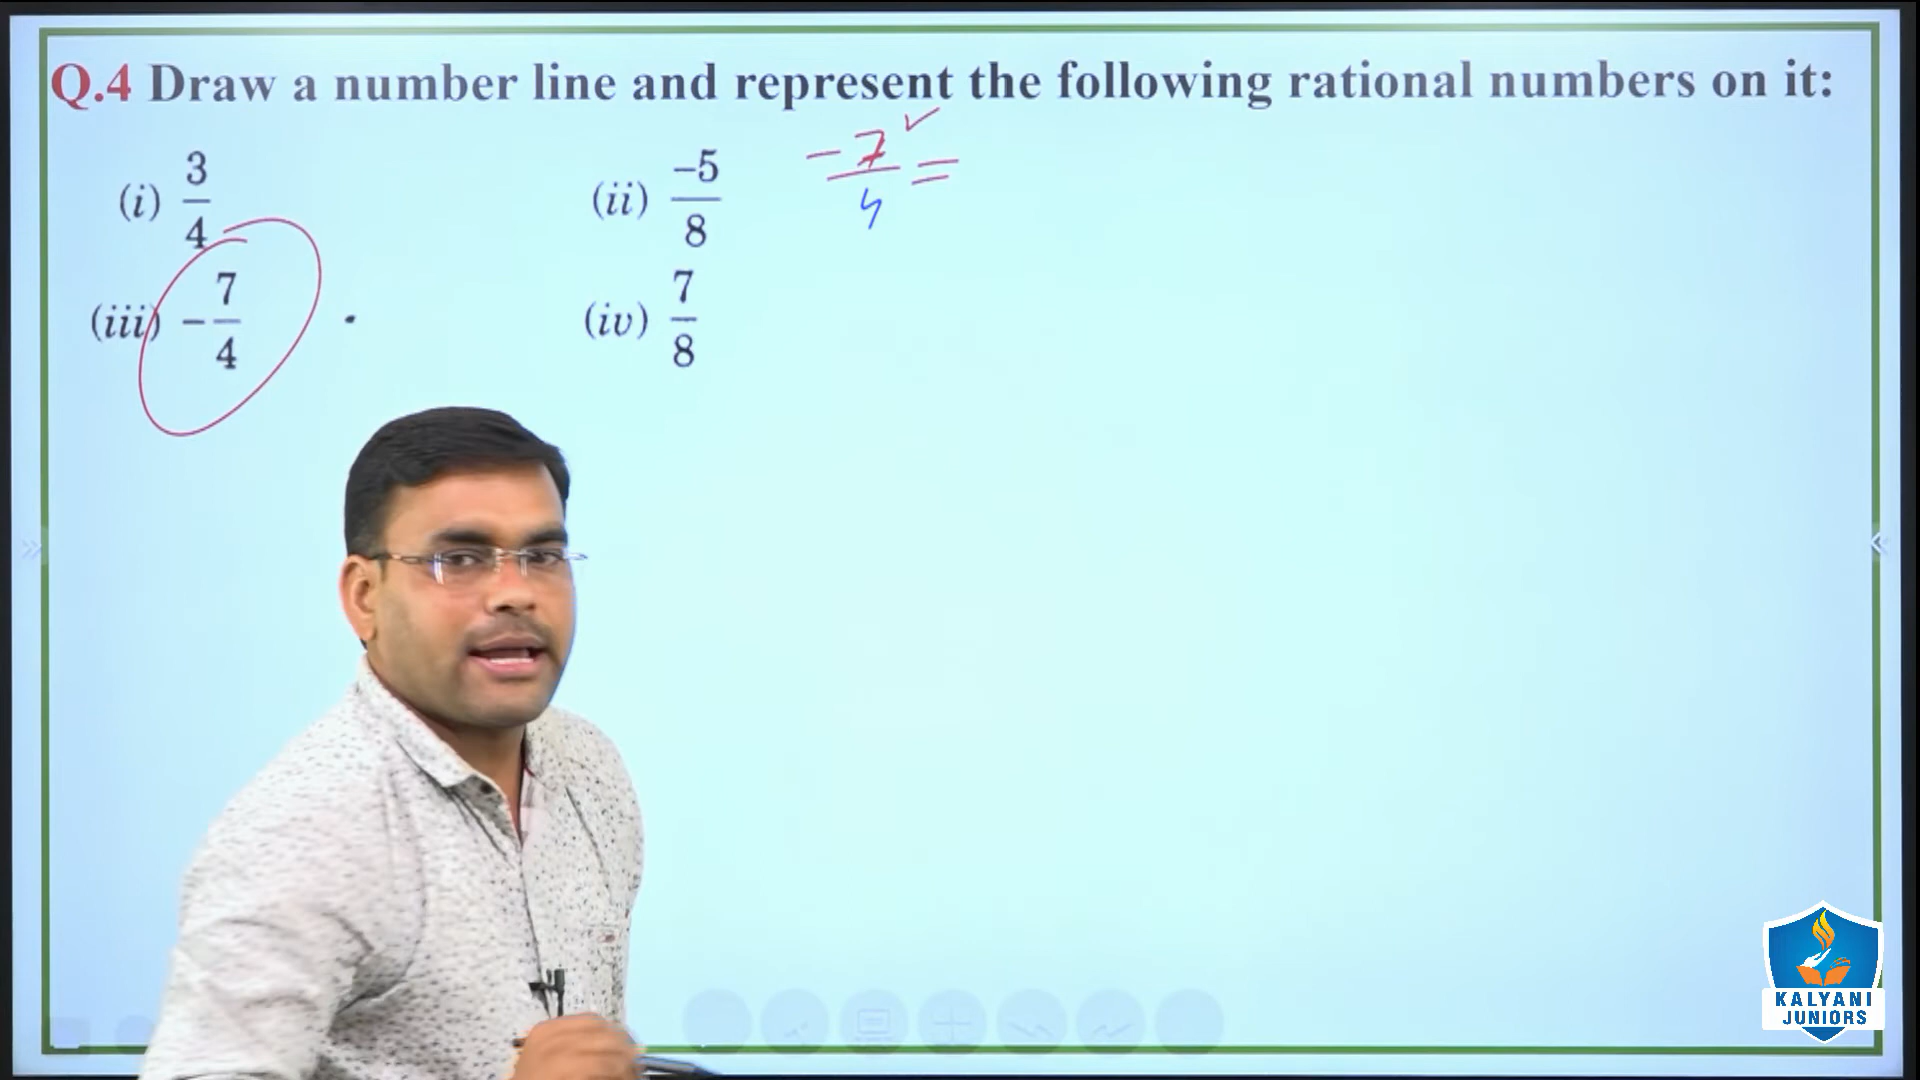 Q.4 Draw a number line and represent the following rational numbers on it:
(i) 3/4
(ii) -5/8
-7/4 =
(iii) -7/4
(iv) 7/8
KALYANI
JUNIORS